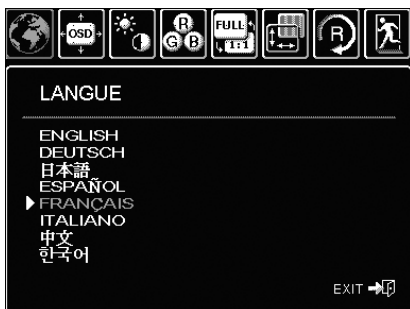 OSD
R
G B
FULL
1:1
R
LANGUE
ENGLISH
DEUTSCH
日本語
ESPAÑOL
FRANÇAIS
ITALIANO
中文
한국어
EXIT